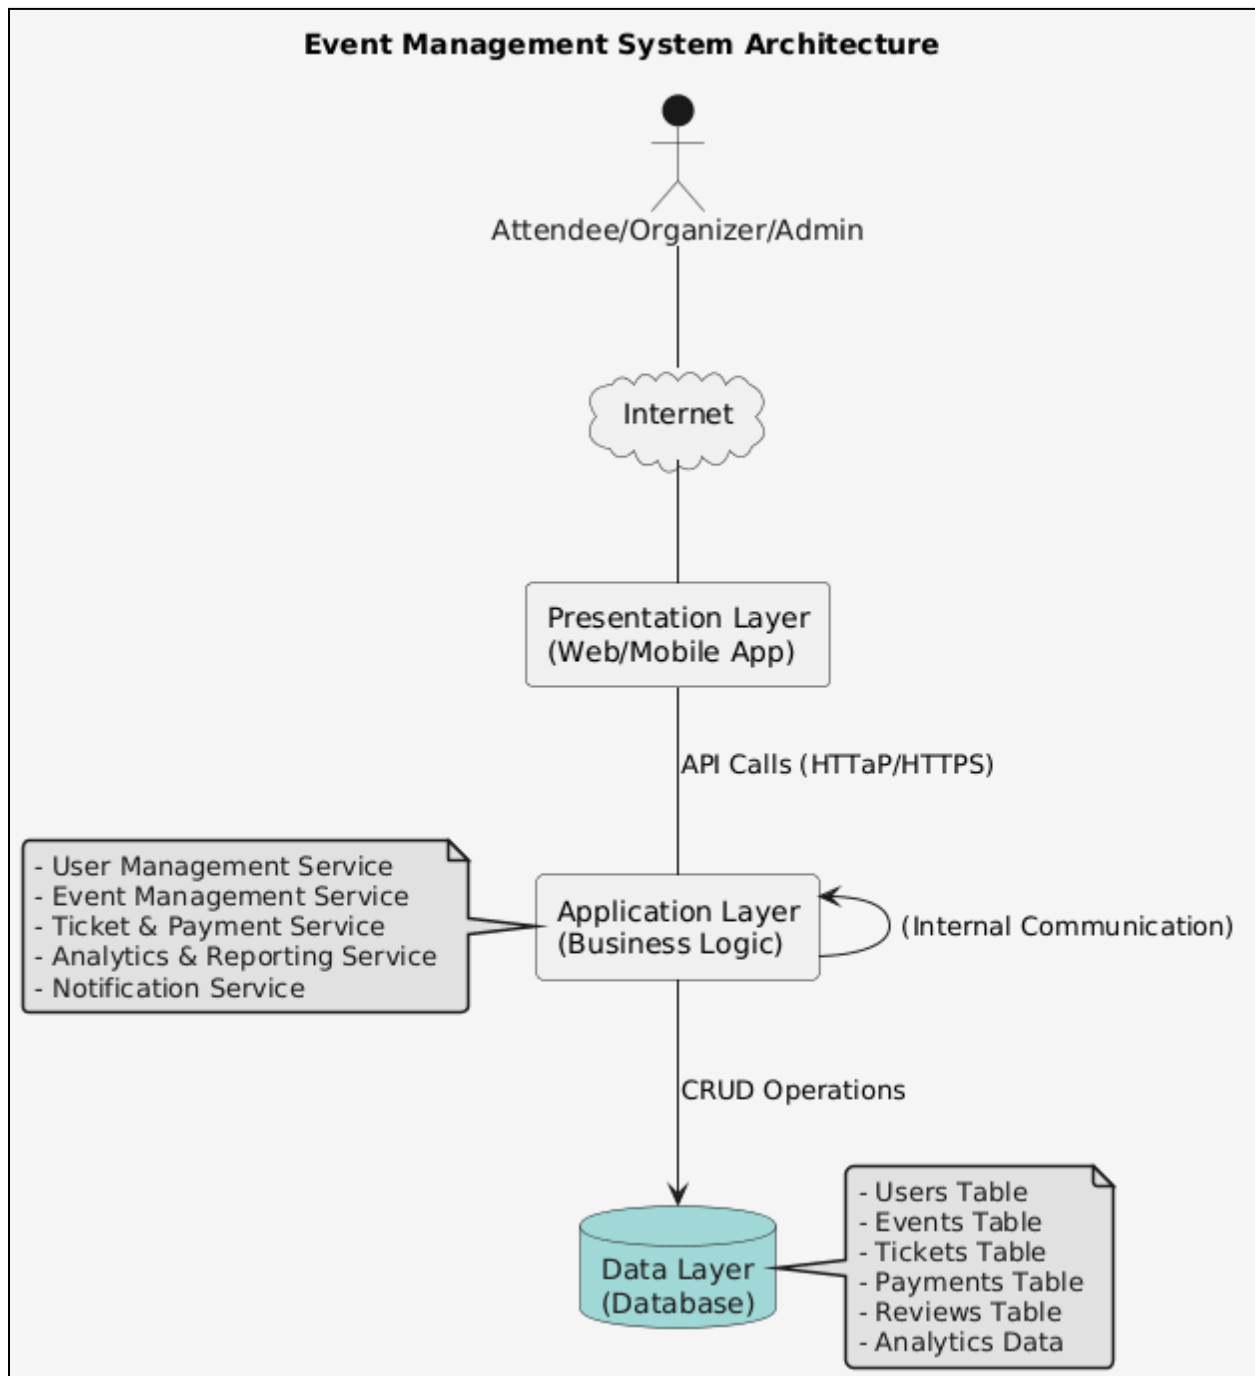 Event Management System Architecture
Attendee/Organizer/Admin
Internet
Presentation Layer
(Web/Mobile App)
API Calls (HTTaP/HTTPS)
- User Management Service
- Event Management Service
- Ticket & Payment Service
- Analytics & Reporting Service
- Notification Service
Application Layer
(Business Logic)
(Internal Communication)
CRUD Operations
Data Layer
(Database)
- Users Table
- Events Table
- Tickets Table
- Payments Table
- Reviews Table
- Analytics Data